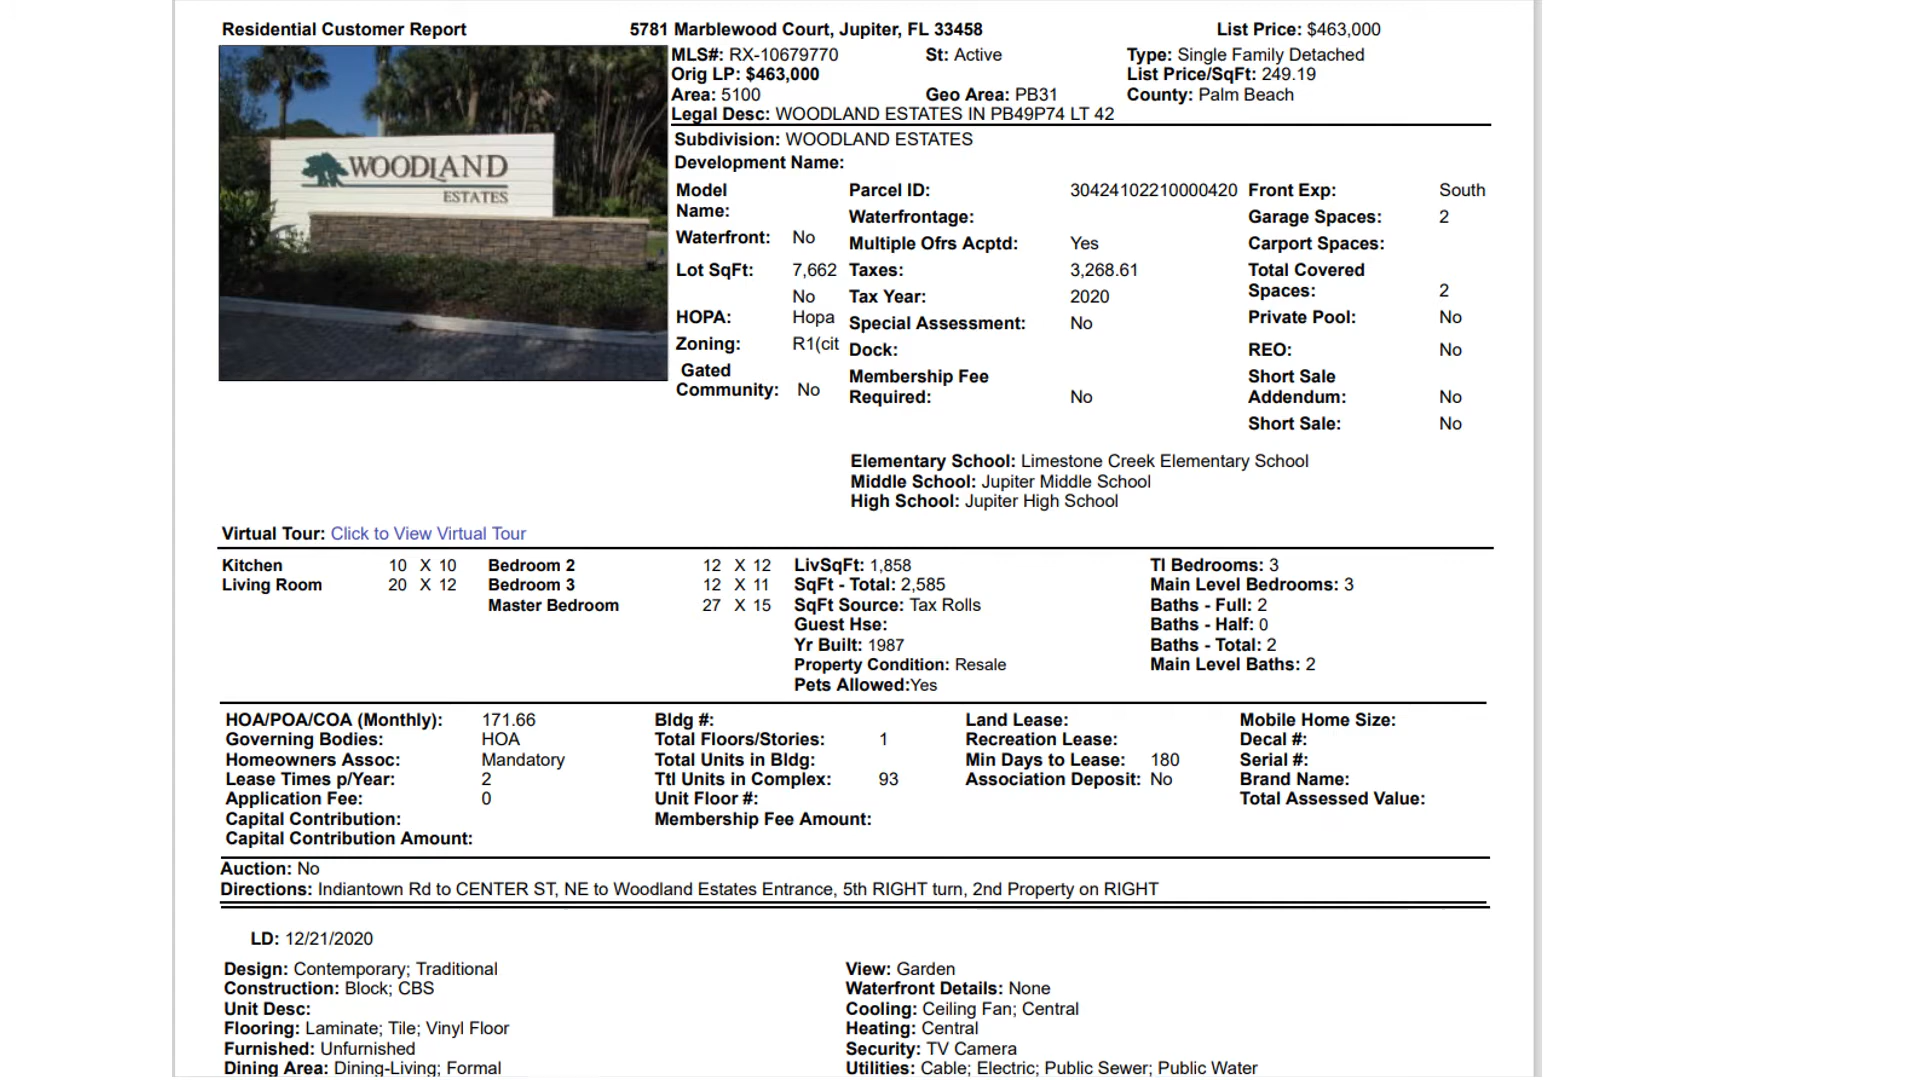 Residential Customer Report 5781 Marblewood Court, Jupiter, FL 33458 List Price: $463,000
MLS#: RX-10679770 St: Active Type: Single Family Detached
Orig LP: $463,000 List Price/SqFt: 249.19
Area: 5100 Geo Area: PB31 County: Palm Beach
Legal Desc: WOODLAND ESTATES IN PB49P74 LT 42
WOODLAND
ESTATES
Subdivision: WOODLAND ESTATES
Development Name:
Model
Name:
Waterfront: No
Lot SqFt: 7,662
No
HOPA: Hopa
Zoning: R1(cit
Gated
Community: No
Parcel ID: 30424102210000420
Waterfrontage:
Multiple Ofrs Acptd: Yes
Taxes: 3,268.61
Tax Year: 2020
Special Assessment: No
Dock:
Membership Fee
Required: No
Front Exp: South
Garage Spaces: 2
Carport Spaces:
Total Covered
Spaces: 2
Private Pool: No
REO: No
Short Sale
Addendum: No
Short Sale: No
Elementary School: Limestone Creek Elementary School
Middle School: Jupiter Middle School
High School: Jupiter High School
Virtual Tour: Click to View Virtual Tour
Kitchen 10 X 10
Living Room 20 X 12
Bedroom 2 12 X 12
Bedroom 3 12 X 11
Master Bedroom 27 X 15
LivSqFt: 1,858
SqFt - Total: 2,585
SqFt Source: Tax Rolls
Guest Hse:
Yr Built: 1987
Property Condition: Resale
Pets Allowed:Yes
Tl Bedrooms: 3
Main Level Bedrooms: 3
Baths - Full: 2
Baths - Half: 0
Baths - Total: 2
Main Level Baths: 2
HOA/POA/COA (Monthly): 171.66
Governing Bodies: HOA
Homeowners Assoc: Mandatory
Lease Times p/Year: 2
Application Fee: 0
Capital Contribution:
Capital Contribution Amount:
Bldg #:
Total Floors/Stories: 1
Total Units in Bldg:
Ttl Units in Complex: 93
Unit Floor #:
Membership Fee Amount:
Land Lease:
Recreation Lease:
Min Days to Lease: 180
Association Deposit: No
Mobile Home Size:
Decal #:
Serial #:
Brand Name:
Total Assessed Value:
Auction: No
Directions: Indiantown Rd to CENTER ST, NE to Woodland Estates Entrance, 5th RIGHT turn, 2nd Property on RIGHT
LD: 12/21/2020
Design: Contemporary; Traditional
Construction: Block; CBS
Unit Desc:
Flooring: Laminate; Tile; Vinyl Floor
Furnished: Unfurnished
Dining Area: Dining-Living; Formal
View: Garden
Waterfront Details: None
Cooling: Ceiling Fan; Central
Heating: Central
Security: TV Camera
Utilities: Cable; Electric; Public Sewer; Public Water